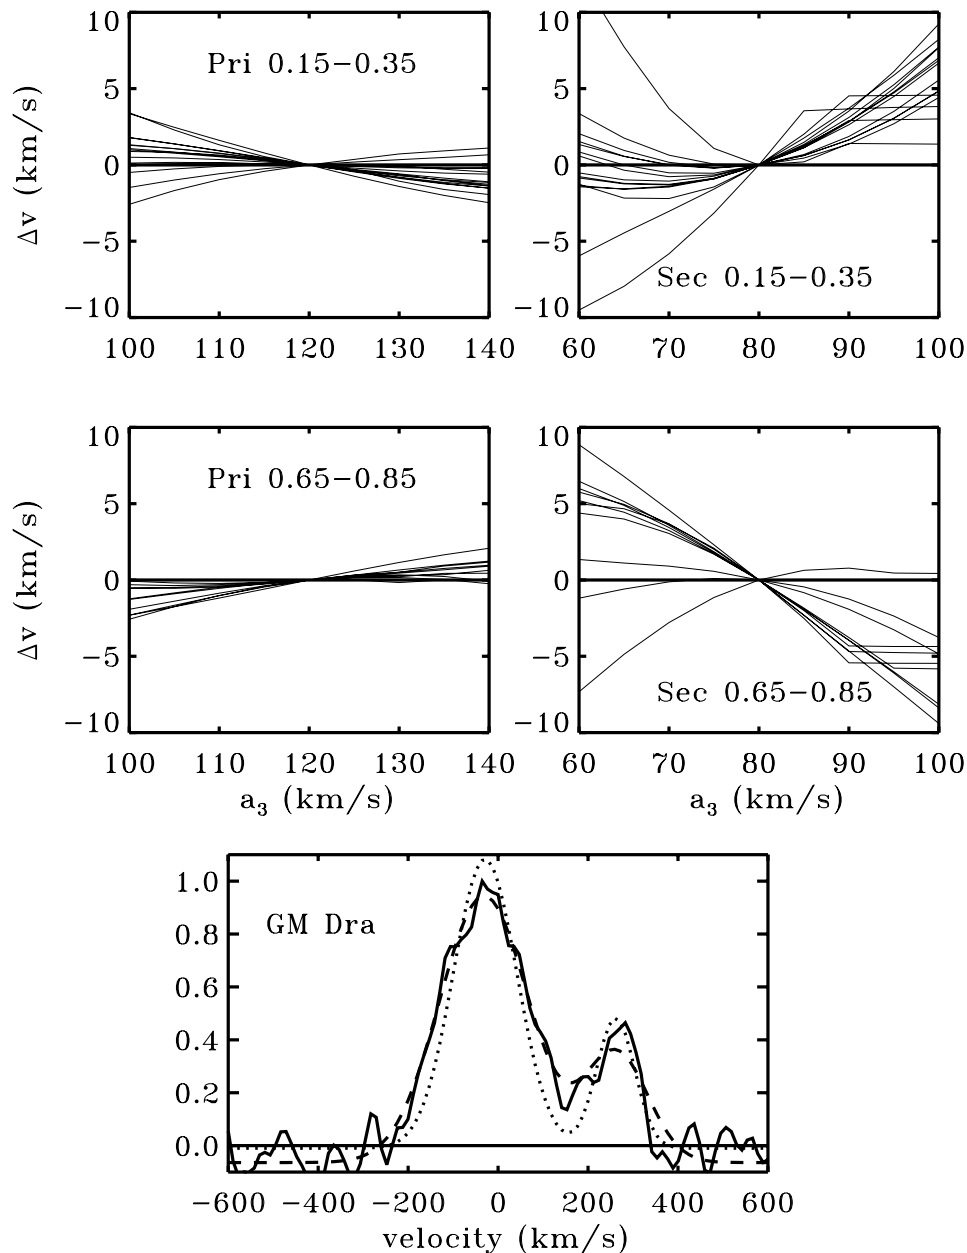 Pri 0.15−0.35
10
5
0
−5
−10
Δv (km/s)
100 110 120 130 140
Sec 0.15−0.35
10
5
0
−5
−10
60 70 80 90 100
Pri 0.65−0.85
10
5
0
−5
−10
Δv (km/s)
100 110 120 130 140
a₃ (km/s)
Sec 0.65−0.85
10
5
0
−5
−10
60 70 80 90 100
a₃ (km/s)
GM Dra
1.0
0.8
0.6
0.4
0.2
0.0
−600 −400 −200 0 200 400 600
velocity (km/s)